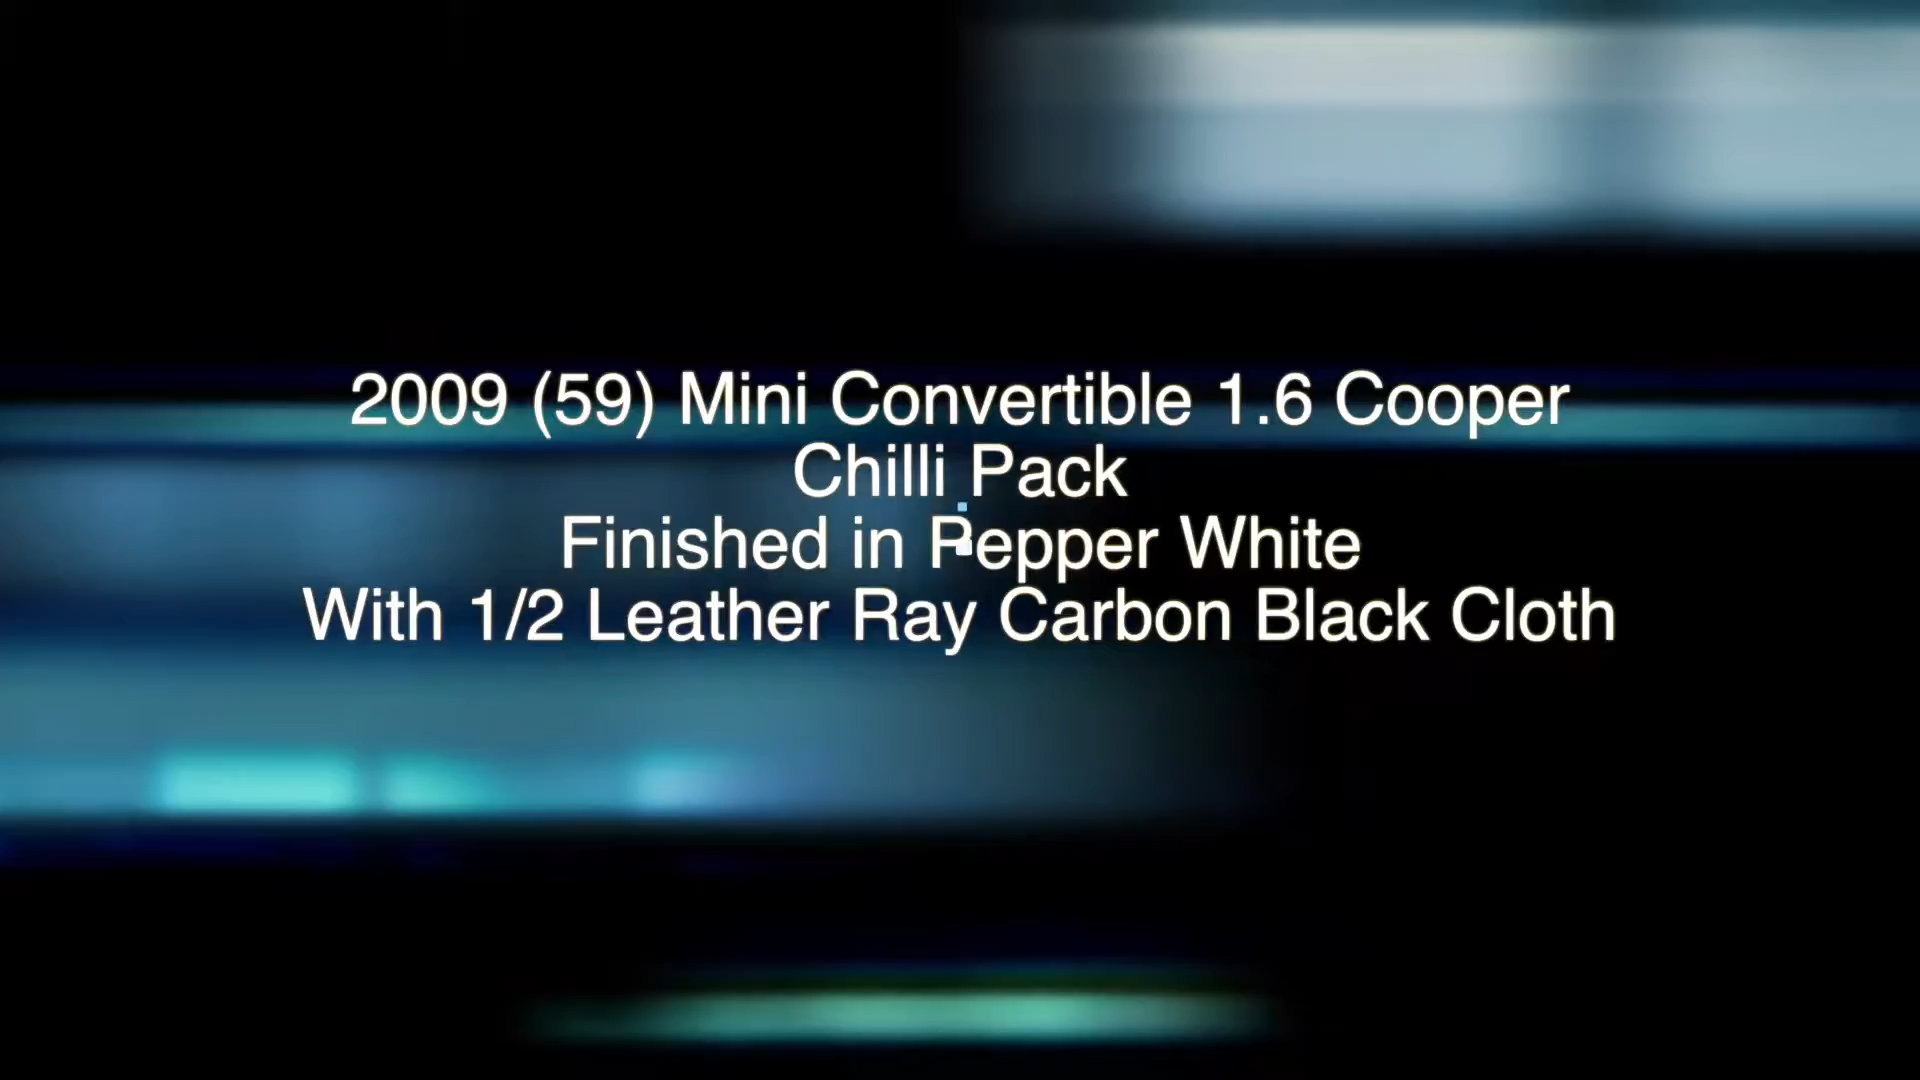 2009 (59) Mini Convertible 1.6 Cooper
Chilli Pack
Finished in Pepper White
With 1/2 Leather Ray Carbon Black Cloth